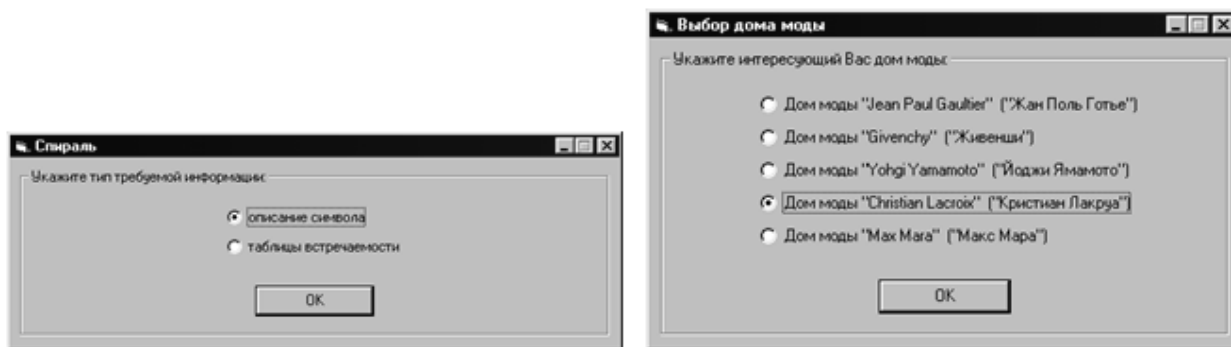 Спираль
Укажите тип требуемой информации:
описание символа
таблицы встречаемости
OK
Выбор дома моды
Укажите интересующий Вас дом моды:
Дом моды "Jean Paul Gaultier" ("Жан Поль Готье")
Дом моды "Givenchy" ("Живенши")
Дом моды "Yohgi Yamamoto" ("Йоджи Ямамото")
Дом моды "Christian Lacroix" ("Кристиан Лакруа")
Дом моды "Max Mara" ("Макс Мара")
OK